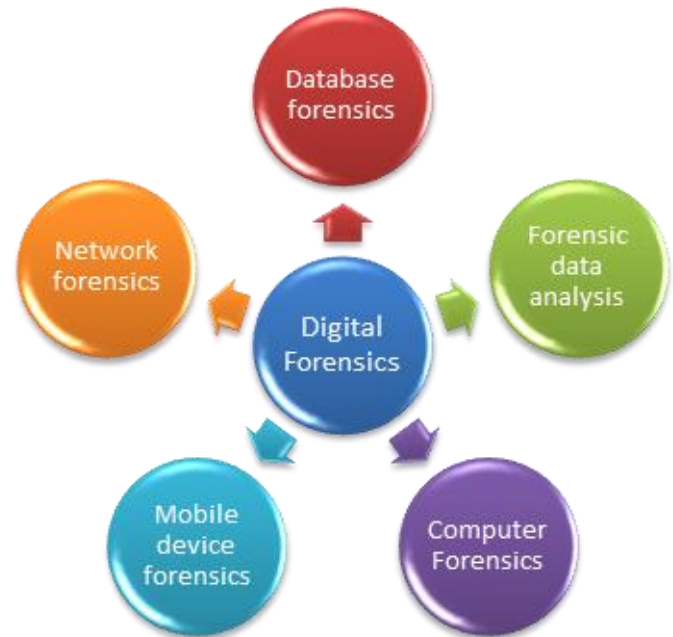 Database
forensics
Network
forensics
Forensic
data
analysis
Digital
Forensics
Mobile
device
forensics
Computer
Forensics